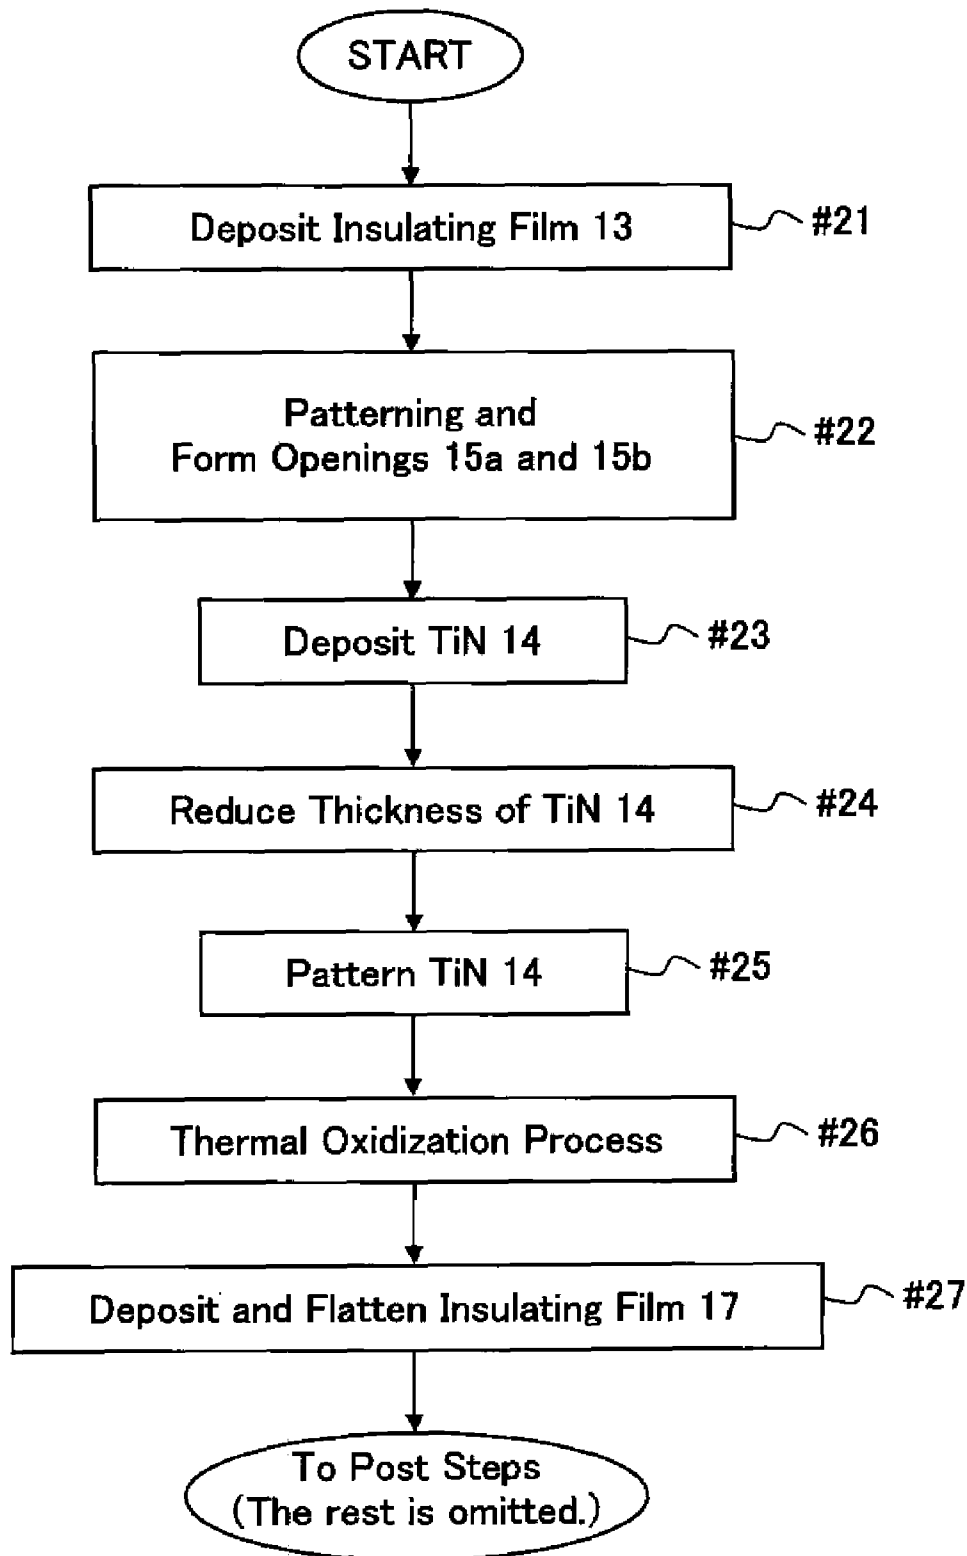 START
Deposit Insulating Film 13
#21
Patterning and
Form Openings 15a and 15b
#22
Deposit TiN 14
#23
Reduce Thickness of TiN 14
#24
Pattern TiN 14
#25
Thermal Oxidization Process
#26
Deposit and Flatten Insulating Film 17
#27
To Post Steps
(The rest is omitted.)